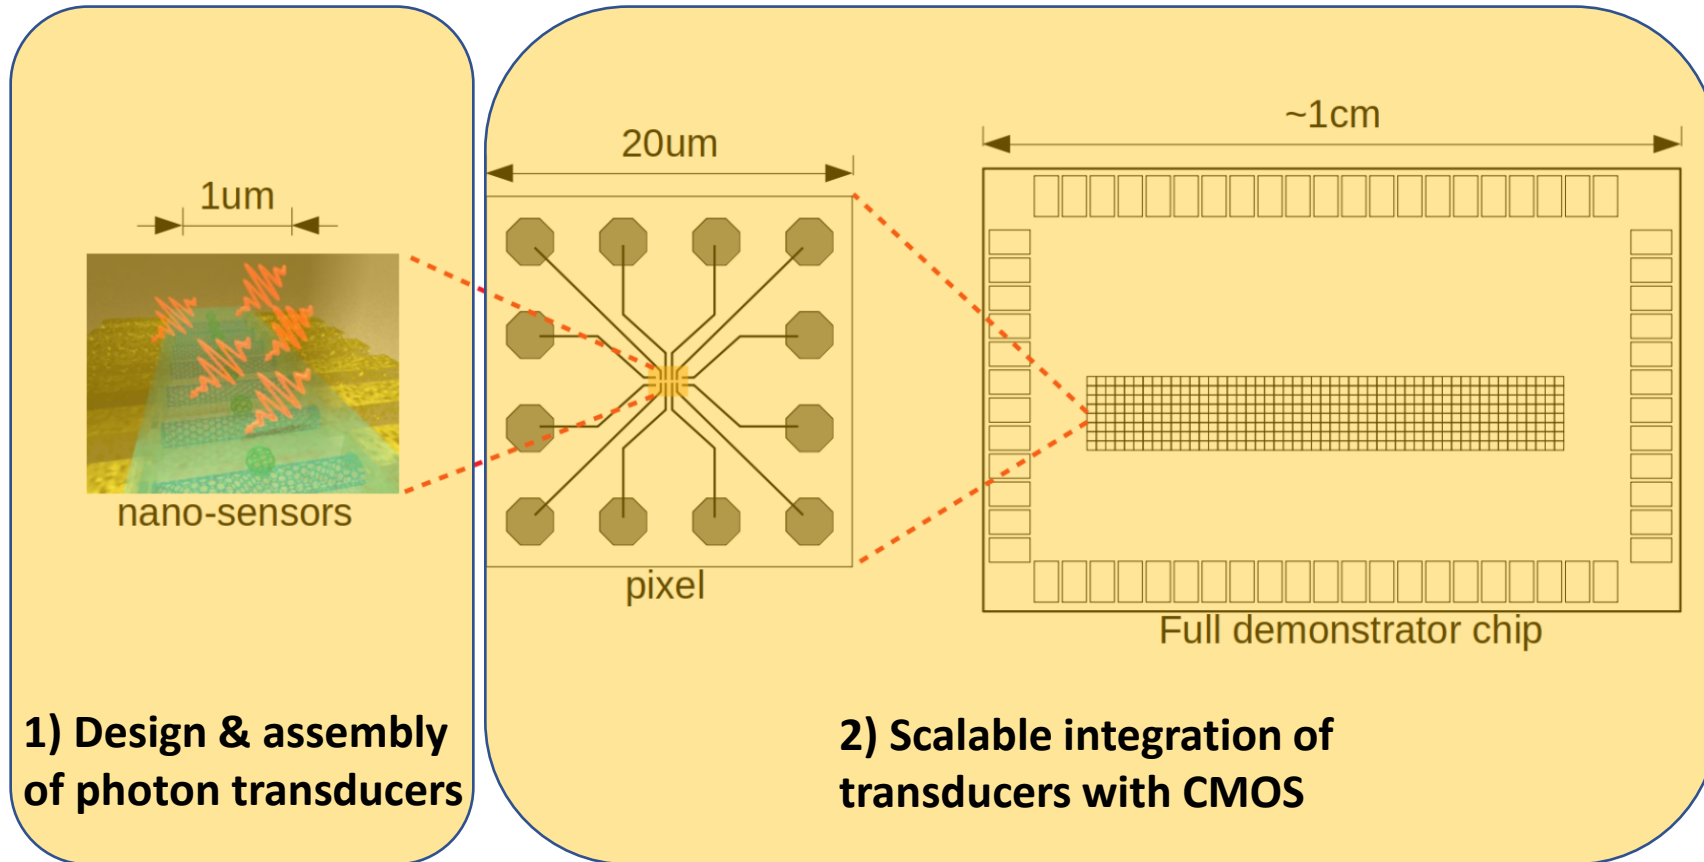 1um
nano-sensors
20um
pixel
~1cm
Full demonstrator chip
1) Design & assembly
of photon transducers
2) Scalable integration of
transducers with CMOS